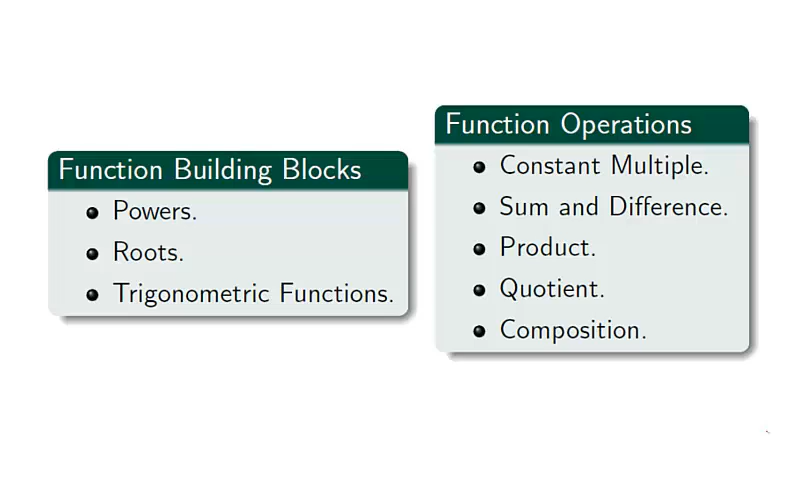 Function Building Blocks
Powers.
Roots.
Trigonometric Functions.
Function Operations
Constant Multiple.
Sum and Difference.
Product.
Quotient.
Composition.